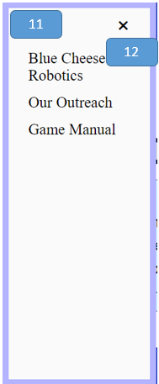 11
×
12
Blue Cheese
Robotics
Our Outreach
Game Manual